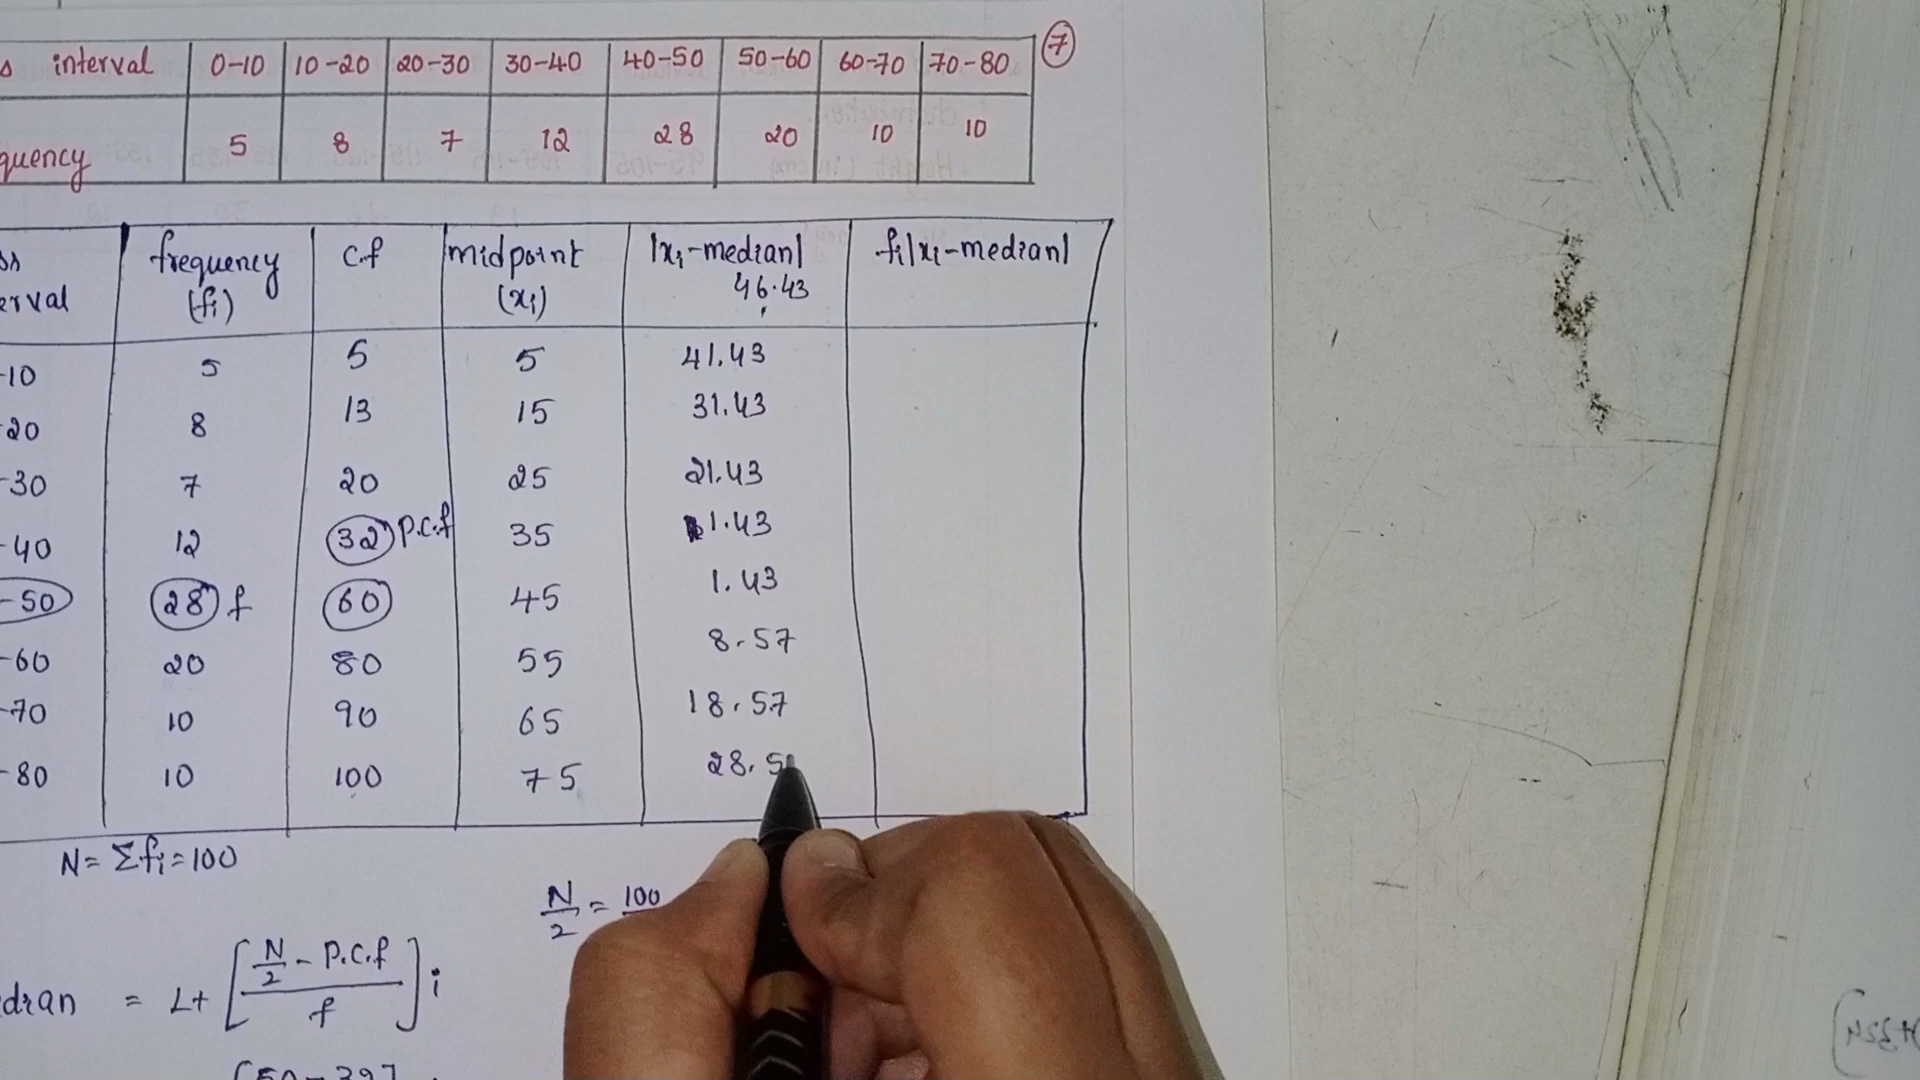 interval 0-10 10-20 20-30 30-40 40-50 50-60 60-70 70-80 7
quency 5 8 7 12 28 20 10 10
ss frequency c.f midpoint |xi-median| fi|xi-median|
erval (fi) (xi) 46.43
-10 5 5 5 41.43
-20 8 13 15 31.43
-30 7 20 25 21.43
-40 12 32 p.c.f 35 11.43
-50 28 f 60 45 1.43
-60 20 80 55 8.57
-70 10 90 65 18.57
-80 10 100 75 28.5
N = Σfi = 100
N/2 = 100
dian = L+ [N/2 - p.c.f / f] i